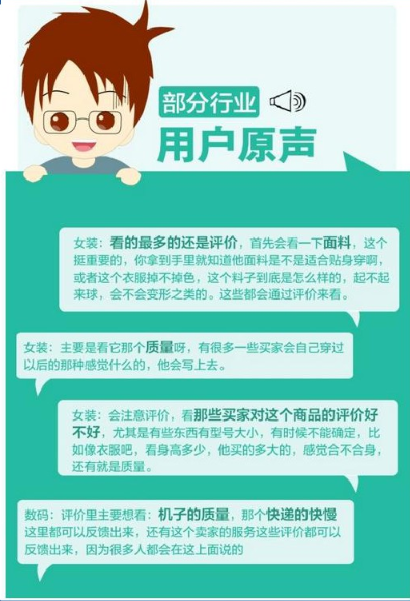 部分行业
用户原声
女装：看的最多的还是评价，首先会看一下面料，这个
挺重要的，你拿到手里就知道他面料是不是适合贴身穿啊，
或者这个衣服掉不掉色，这个料子到底是怎么样的，起不起
来球，会不会变形之类的。这些都会通过评价来看。
女装：主要是看它那个质量呀，有很多一些买家会自己穿过
以后的那种感觉什么的，他会写上去。
女装：会注意评价，看那些买家对这个商品的评价好
不好，尤其是有些东西有型号大小，有时候不能确定，比
如像衣服吧，看身高多少，他买的多大的，感觉合不合身，
还有就是质量。
数码：评价里主要想看：机子的质量，那个快递的快慢
这里都可以反馈出来，还有这个卖家的服务这些评价都可以
反馈出来，因为很多人都会在这上面说的